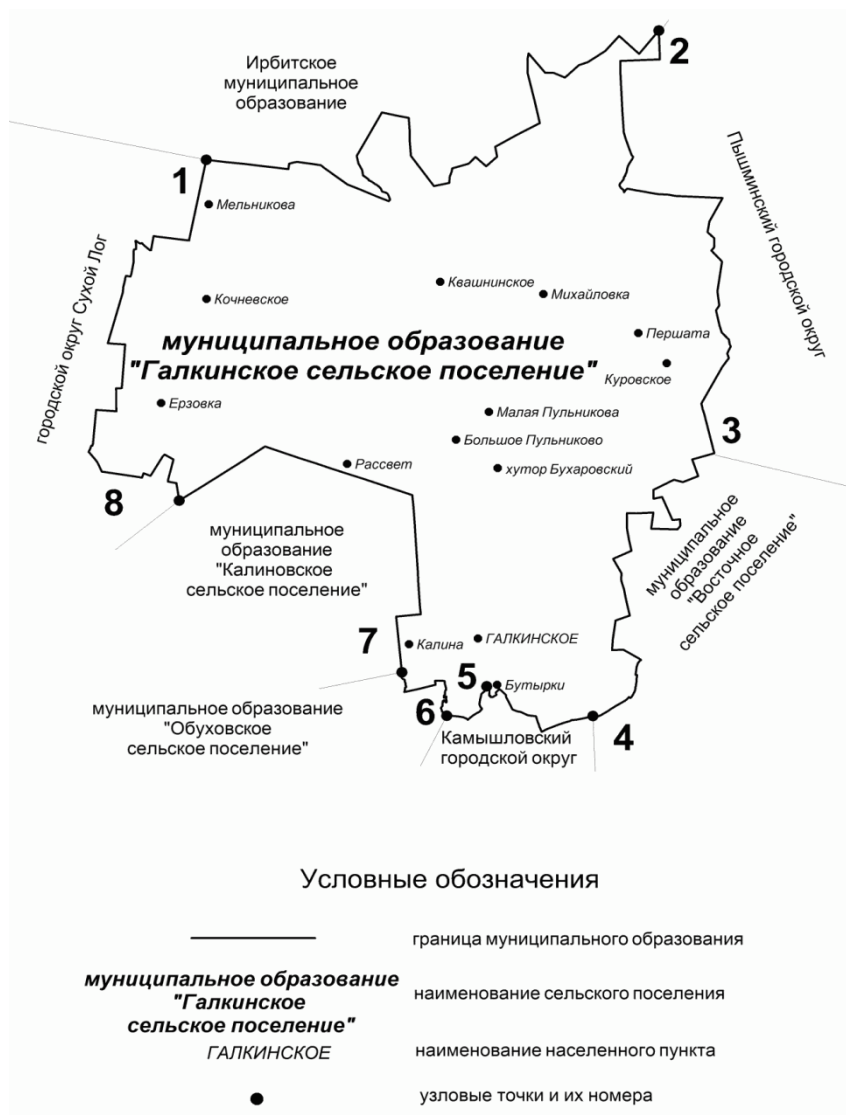 Ирбитское
муниципальное
образование
2
1
Мельникова
Пышминский городской округ
городской округ Сухой Лог
Кочневское
Квашнинское
Михайловка
муниципальное образование
"Галкинское сельское поселение"
Першата
Куровское
Ерзовка
Малая Пульникова
Большое Пульниково
3
Рассвет
хутор Бухаровский
8
муниципальное
образование
"Калиновское
сельское поселение"
муниципальное
образование
"Восточное
сельское поселение"
7
Калина
ГАЛКИНСКОЕ
5
Бутырки
муниципальное образование
"Обуховское
сельское поселение"
6
4
Камышловский
городской округ
Условные обозначения
граница муниципального образования
муниципальное образование
"Галкинское
сельское поселение"
наименование сельского поселения
ГАЛКИНСКОЕ
наименование населенного пункта
узловые точки и их номера